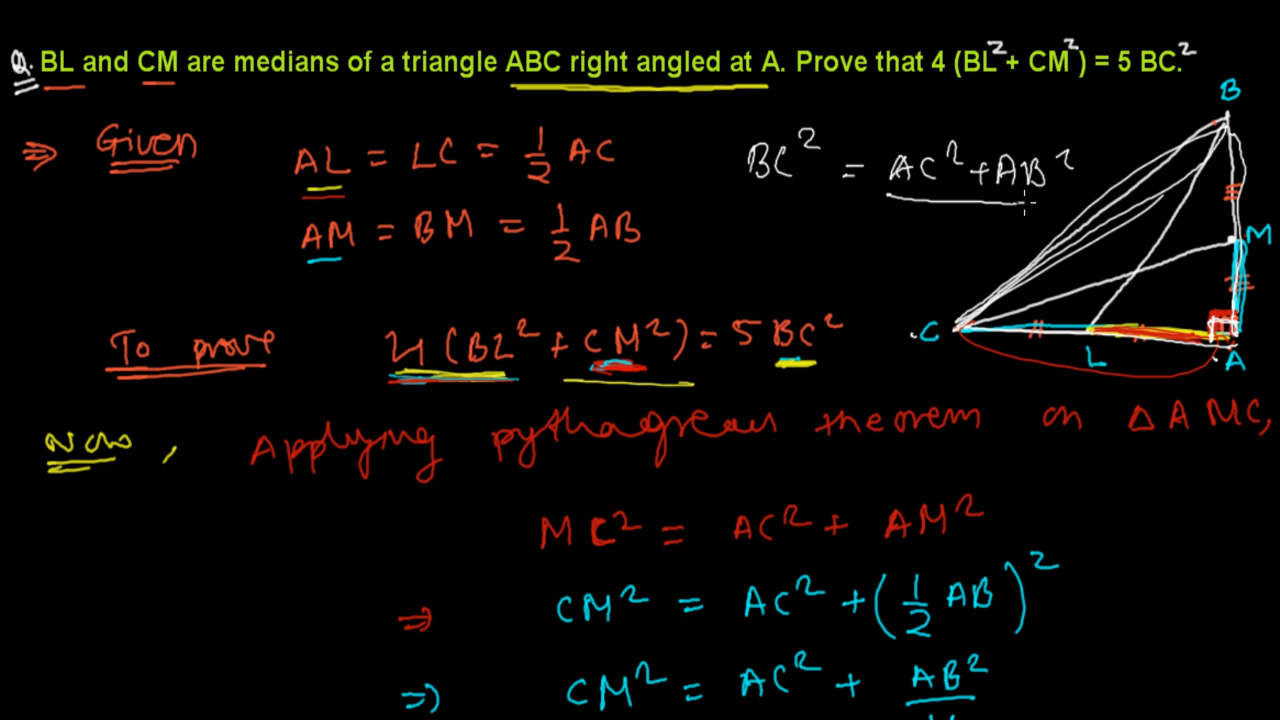 Q. BL and CM are medians of a triangle ABC right angled at A. Prove that 4 (BL² + CM²) = 5 BC.²
B
⇒ Given AL = LC = 1/2 AC
BC² = AC² + AB²
AM = BM = 1/2 AB
M
C L A
To prove 4 (BL² + CM²) = 5 BC²
Now, Applying pythagrean theorem on △AMC,
MC² = AC² + AM²
⇒ CM² = AC² + (1/2 AB)²
⇒ CM² = AC² + AB²